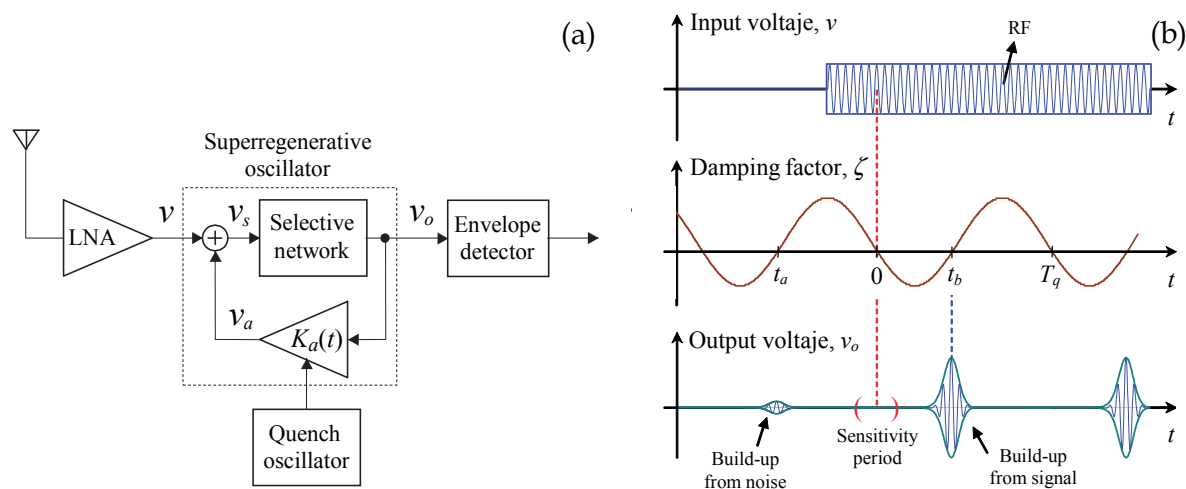 (a)
Superregenerative
oscillator
LNA
v
v_s
Selective
network
v_o
Envelope
detector
v_a
K_a(t)
Quench
oscillator
(b)
Input voltaje, v
RF
t
Damping factor, ζ
t_a
0
t_b
T_q
t
Output voltaje, v_o
t
Build-up
from noise
Sensitivity
period
Build-up
from signal